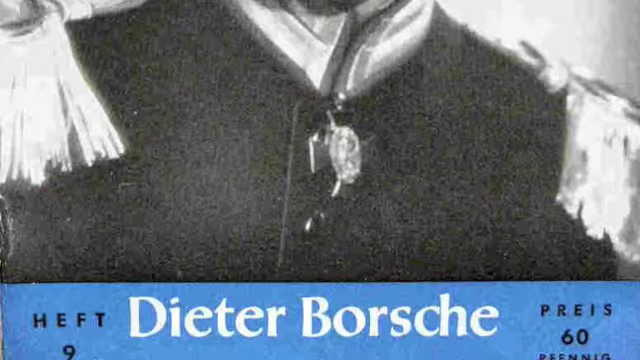 HEFT
9
Dieter Borsche
PREIS
60
PFENNIG